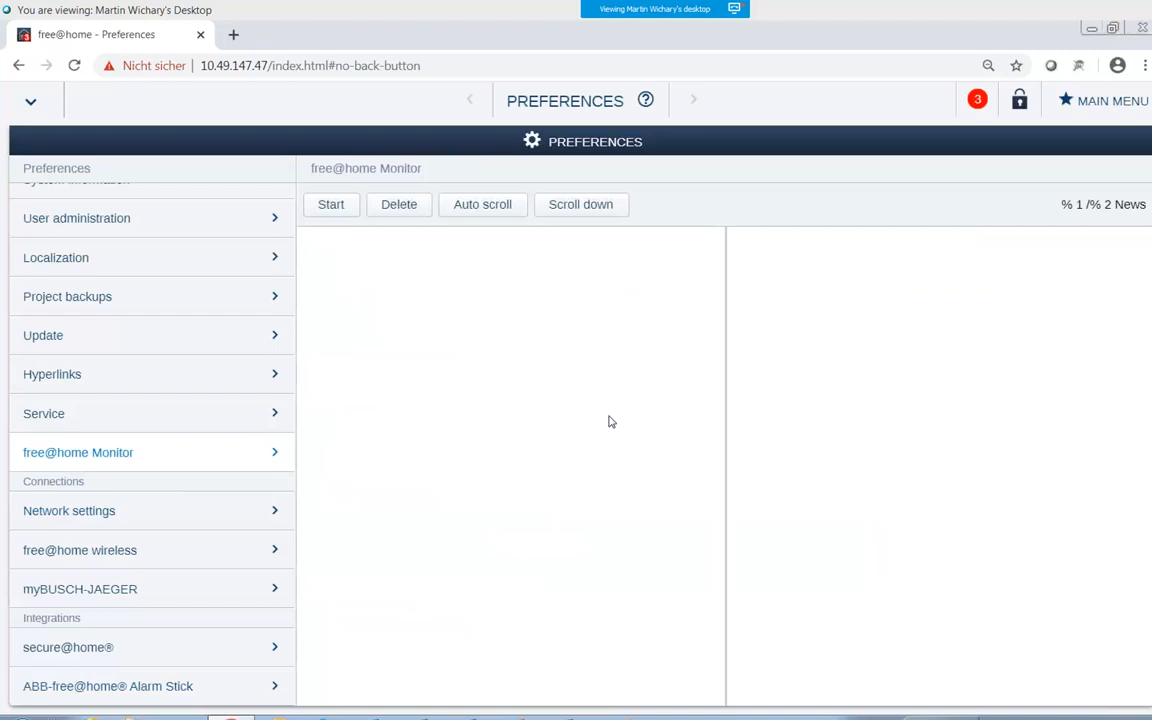 You are viewing: Martin Wichary's Desktop
Viewing Martin Wichary's desktop
3 free@home - Preferences
Nicht sicher 10.49.147.47/index.html#no-back-button
PREFERENCES 3 MAIN MENU
PREFERENCES
Preferences
free@home Monitor
System information
Start Delete Auto scroll Scroll down % 1 /% 2 News
User administration
Localization
Project backups
Update
Hyperlinks
Service
free@home Monitor
Connections
Network settings
free@home wireless
myBUSCH-JAEGER
Integrations
secure@home®
ABB-free@home® Alarm Stick